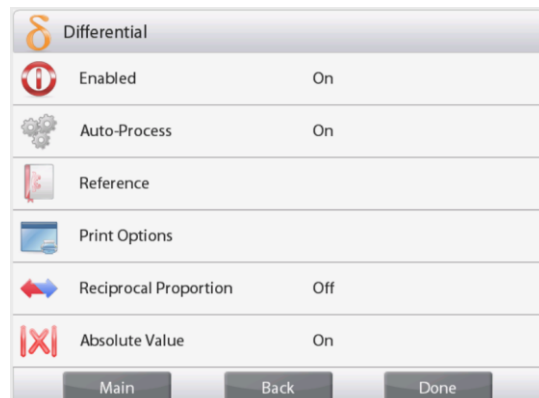 δ Differential
Enabled On
Auto-Process On
Reference
Print Options
Reciprocal Proportion Off
|X| Absolute Value On
Main Back Done